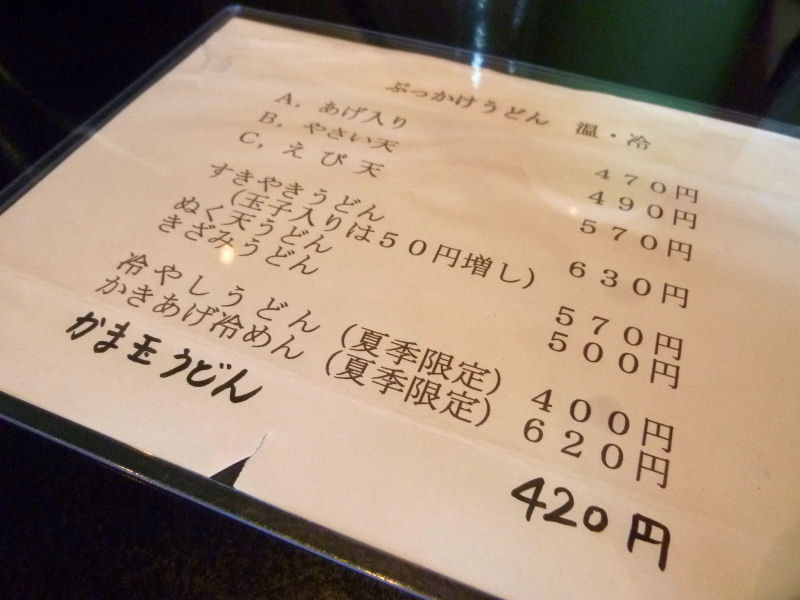 ぶっかけうどん 温・冷
A，あげ入り 470円
B，やさい天 490円
C，えび天 570円
すきやきうどん 630円
(玉子入りは50円増し)
ぬく天うどん 570円
きざみうどん 500円
冷やしうどん (夏季限定) 400円
かきあげ冷めん (夏季限定) 620円
かま玉うどん 420円